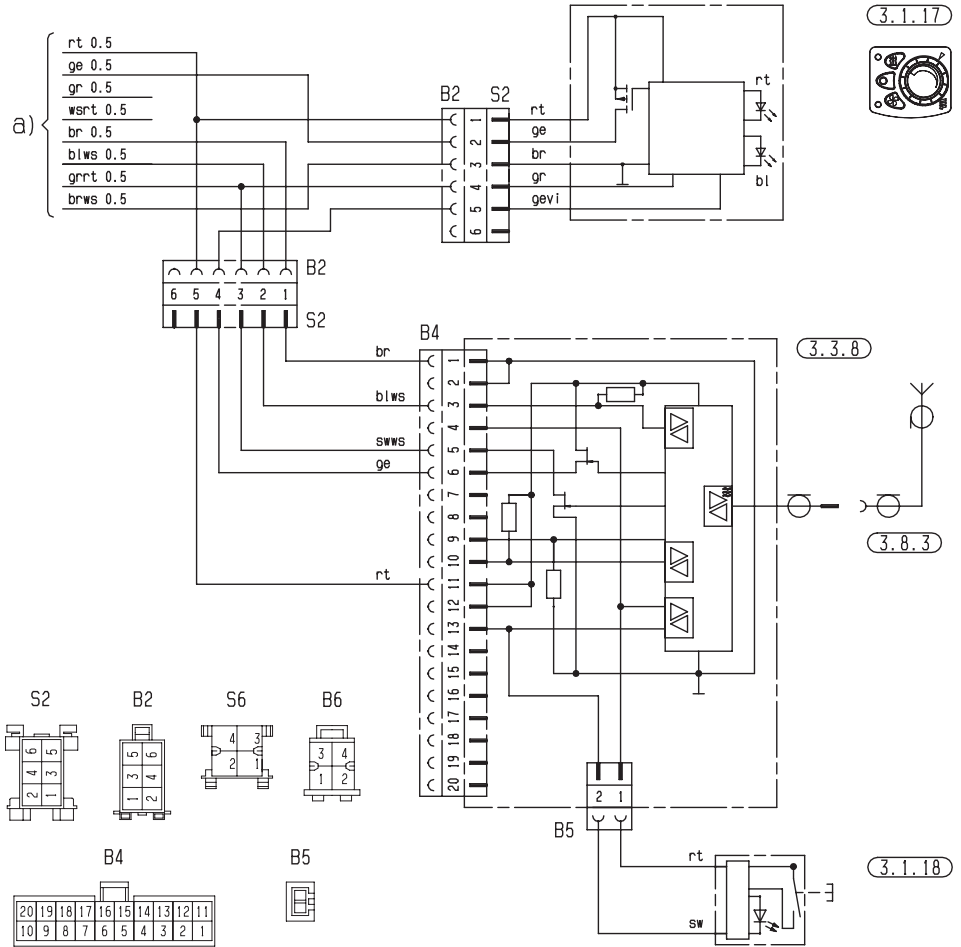 3.1.17
rt 0.5
ge 0.5
gr 0.5
wsrt 0.5
br 0.5
blws 0.5
grrt 0.5
brws 0.5
a)
B2 S2
1
2
3
4
5
6
rt
ge
br
gr
gevi
rt
bl
B2
6 5 4 3 2 1
S2
B4
br
blws
swws
ge
rt
1
2
3
4
5
6
7
8
9
10
11
12
13
14
15
16
17
18
19
20
3.3.8
3.8.3
2 1
B5
rt
sw
3.1.18
S2 B2 S6 B6
6 5
4 3
2 1
5 6
3 4
1 2
4 3
2 1
3 4
1 2
B4 B5
20 19 18 17 16 15 14 13 12 11
10 9 8 7 6 5 4 3 2 1